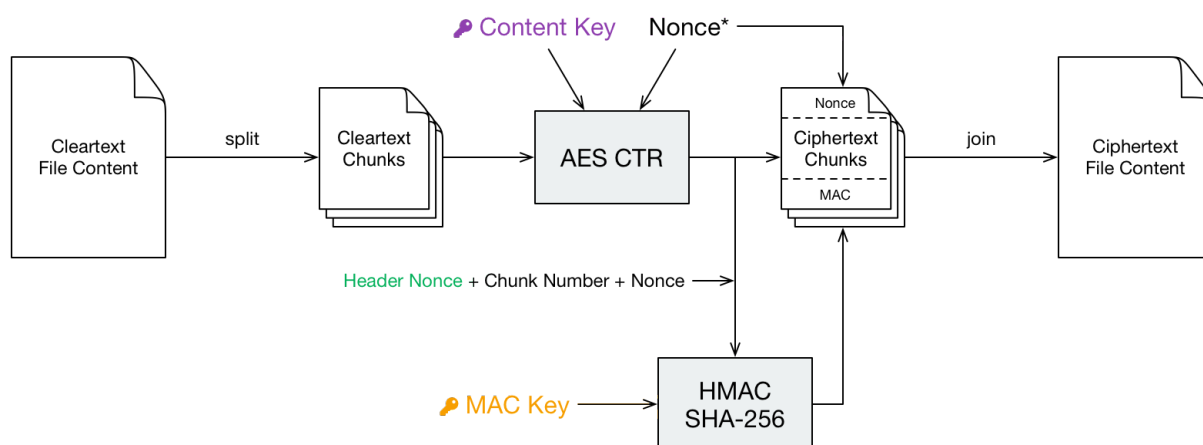 Content Key
Nonce*
Cleartext
File Content
split
Cleartext
Chunks
AES CTR
Nonce
Ciphertext
Chunks
MAC
join
Ciphertext
File Content
Header Nonce + Chunk Number + Nonce
MAC Key
HMAC
SHA-256